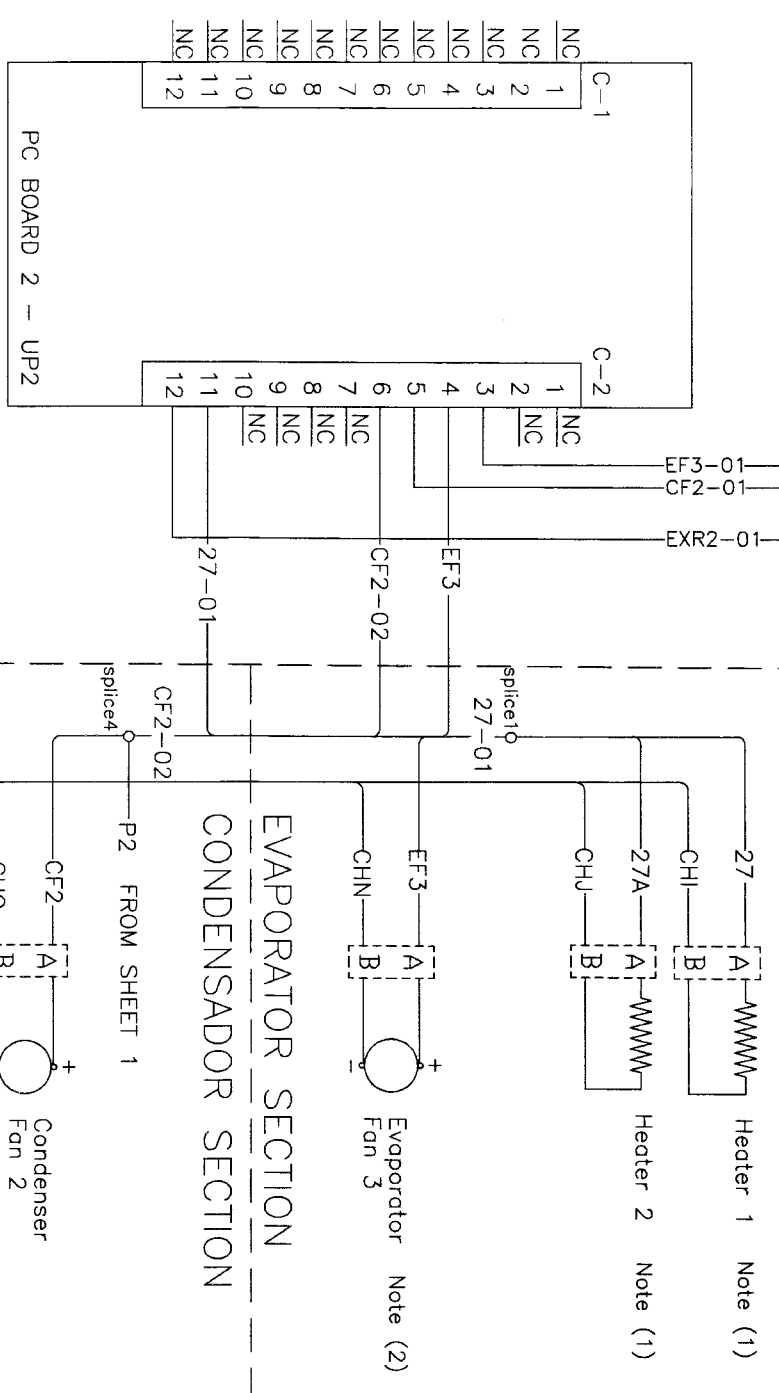 C-1
1 NC
2 NC
3 NC
4 NC
5 NC
6 NC
7 NC
8 NC
9 NC
10 NC
11 NC
12 NC
PC BOARD 2 - UP2
C-2
1 NC
2 NC
3
4
5
6
7 NC
8 NC
9 NC
10 NC
11
12
EF3-01
CF2-01
EXR2-01
EF3
CF2-02
27-01
splice1
27-01
CF2-02
splice4
27 A
CHI B
Heater 1 Note (1)
27A A
CHJ B
Heater 2 Note (1)
EF3 A +
CHN B -
Evaporator Note (2)
Fan 3
EVAPORATOR SECTION
CONDENSADOR SECTION
P2 FROM SHEET 1
CF2 A +
B
Condenser
Fan 2